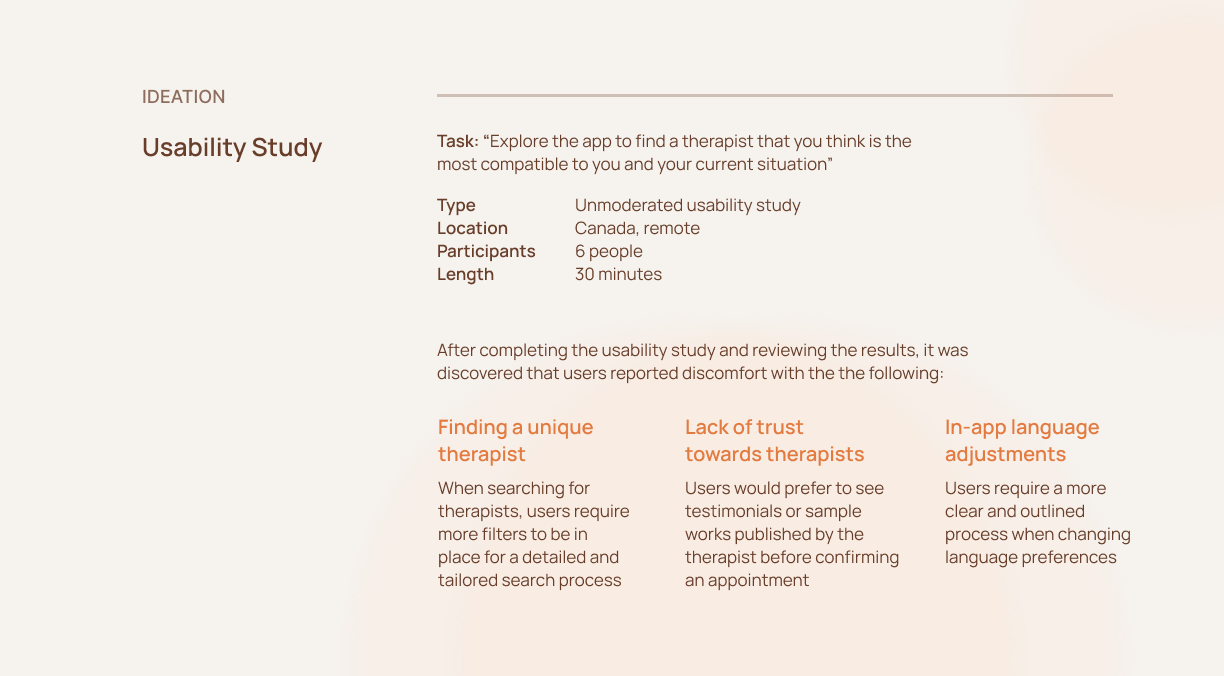 IDEATION
Usability Study
Task: “Explore the app to find a therapist that you think is the
most compatible to you and your current situation”
Type Unmoderated usability study
Location Canada, remote
Participants 6 people
Length 30 minutes
After completing the usability study and reviewing the results, it was
discovered that users reported discomfort with the the following:
Finding a unique
therapist
When searching for
therapists, users require
more filters to be in
place for a detailed and
tailored search process
Lack of trust
towards therapists
Users would prefer to see
testimonials or sample
works published by the
therapist before confirming
an appointment
In-app language
adjustments
Users require a more
clear and outlined
process when changing
language preferences